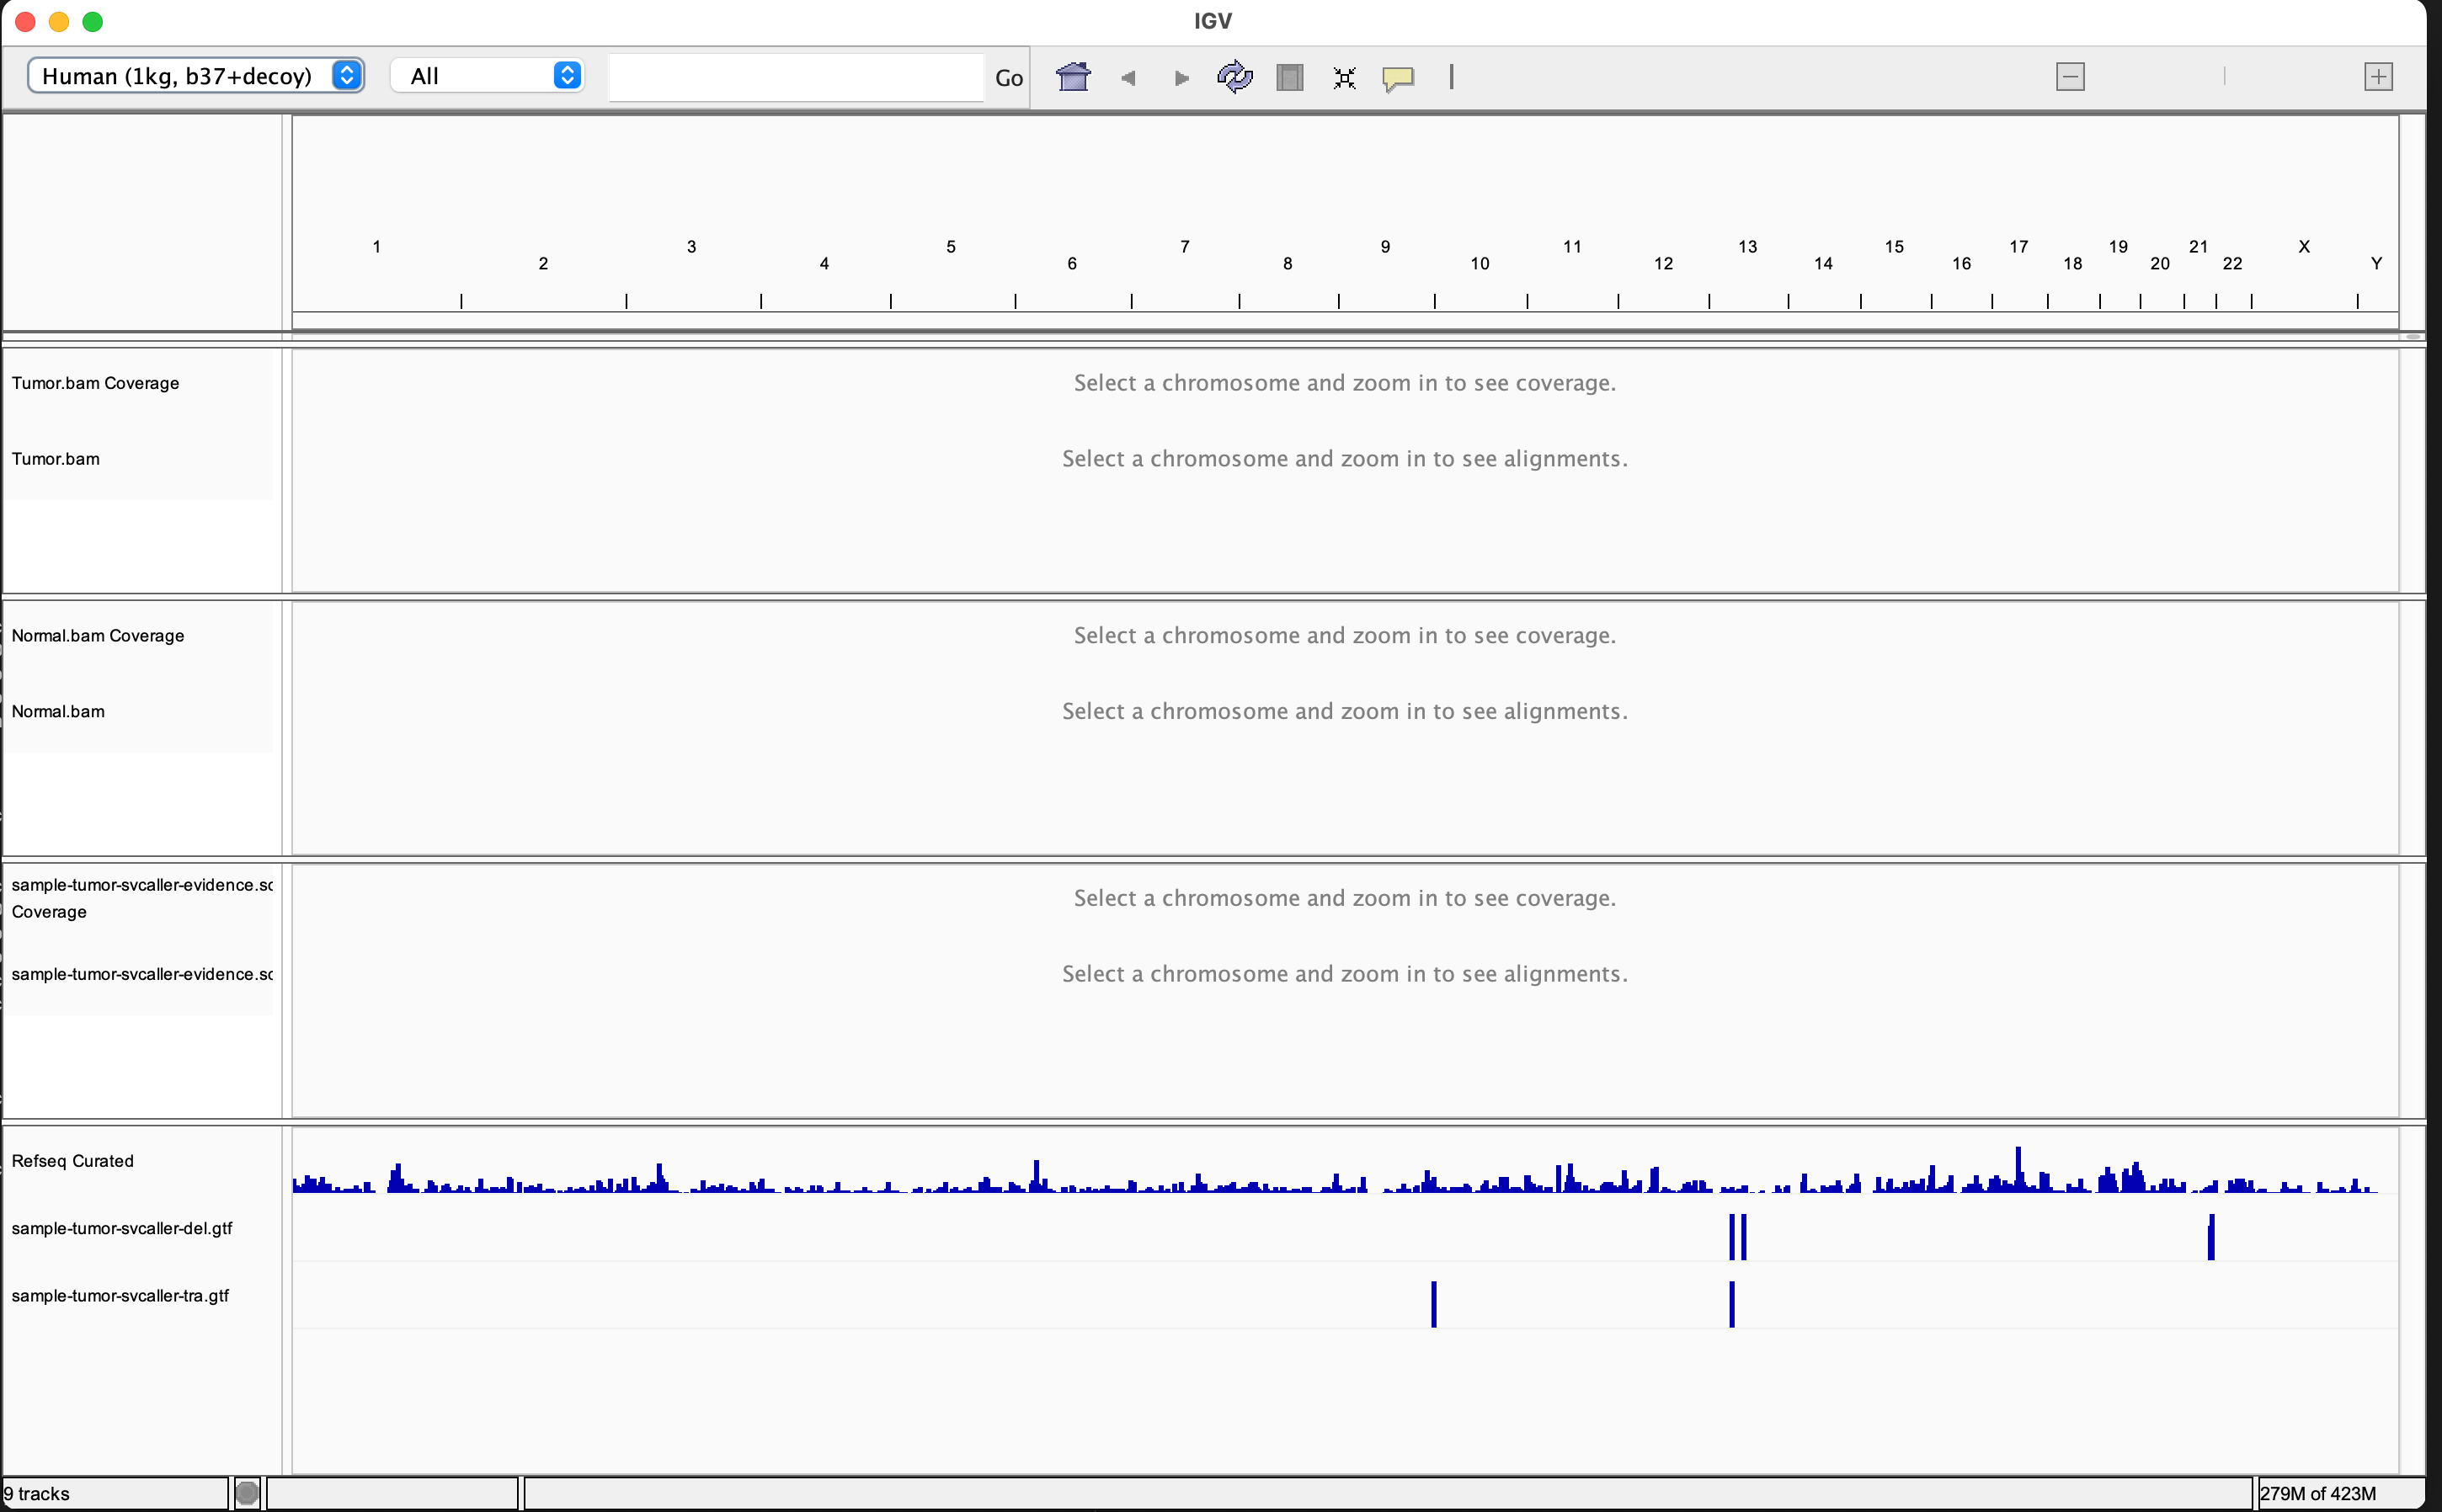 IGV
Human (1kg, b37+decoy) All Go
1 3 5 7 9 11 13 15 17 19 21 X
2 4 6 8 10 12 14 16 18 20 22 Y
Tumor.bam Coverage
Select a chromosome and zoom in to see coverage.
Tumor.bam
Select a chromosome and zoom in to see alignments.
Normal.bam Coverage
Select a chromosome and zoom in to see coverage.
Normal.bam
Select a chromosome and zoom in to see alignments.
sample-tumor-svcaller-evidence.so
Coverage
Select a chromosome and zoom in to see coverage.
sample-tumor-svcaller-evidence.so
Select a chromosome and zoom in to see alignments.
Refseq Curated
sample-tumor-svcaller-del.gtf
sample-tumor-svcaller-tra.gtf
9 tracks
279M of 423M